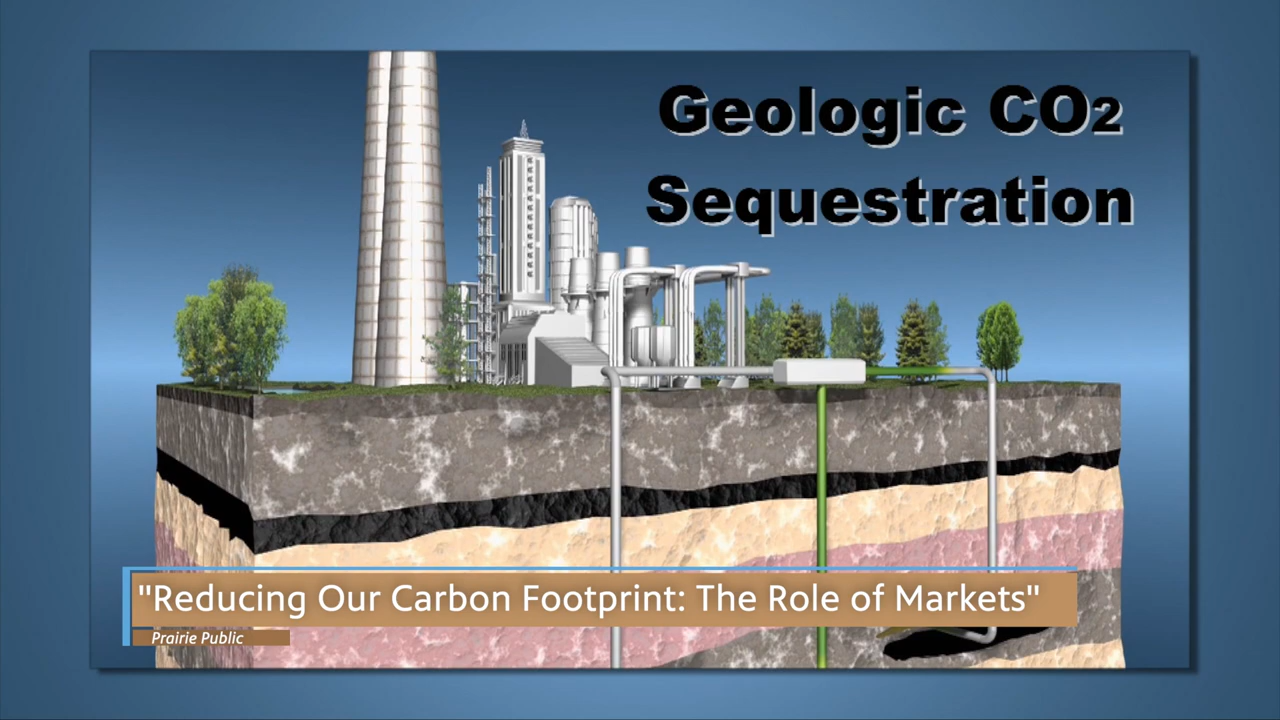 Geologic CO2
Sequestration
"Reducing Our Carbon Footprint: The Role of Markets"
Prairie Public